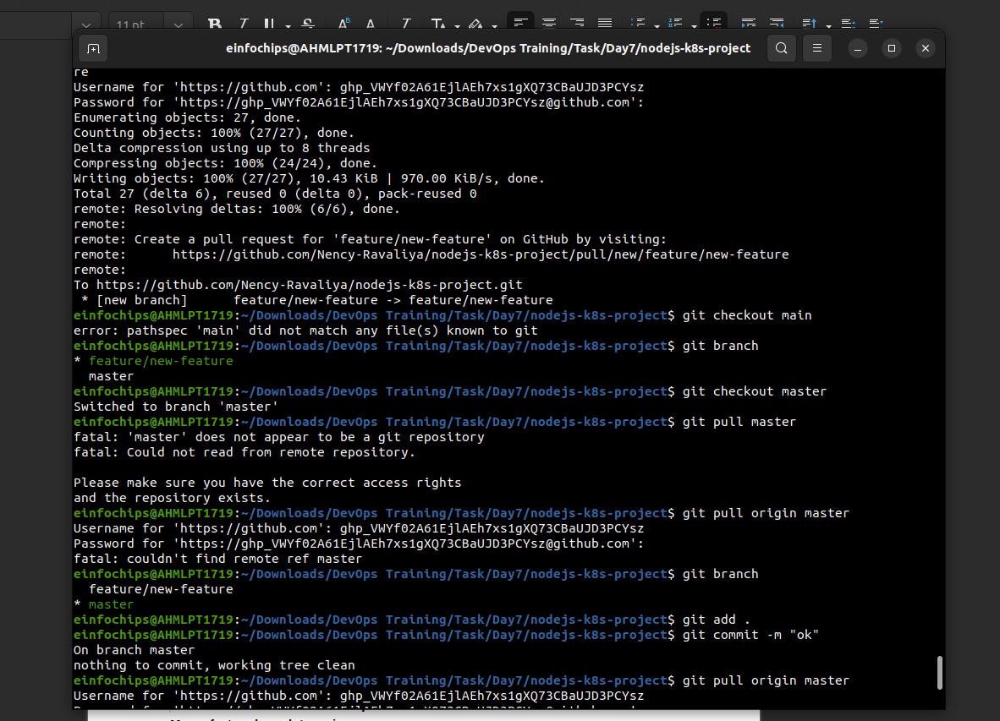 11 pt
einfochips@AHMLPT1719: ~/Downloads/DevOps Training/Task/Day7/nodejs-k8s-project
re
Username for 'https://github.com': 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
Password for 'https://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@github.com':
Enumerating objects: 27, done.
Counting objects: 100% (27/27), done.
Delta compression using up to 8 threads
Compressing objects: 100% (24/24), done.
Writing objects: 100% (27/27), 10.43 KiB | 970.00 KiB/s, done.
Total 27 (delta 6), reused 0 (delta 0), pack-reused 0
remote: Resolving deltas: 100% (6/6), done.
remote:
remote: Create a pull request for 'feature/new-feature' on GitHub by visiting:
remote:      https://github.com/Nency-Ravaliya/nodejs-k8s-project/pull/new/feature/new-feature
remote:
To https://github.com/Nency-Ravaliya/nodejs-k8s-project.git
 * [new branch]      feature/new-feature -> feature/new-feature
einfochips@AHMLPT1719:~/Downloads/DevOps Training/Task/Day7/nodejs-k8s-project$ git checkout main
error: pathspec 'main' did not match any file(s) known to git
einfochips@AHMLPT1719:~/Downloads/DevOps Training/Task/Day7/nodejs-k8s-project$ git branch
* feature/new-feature
  master
einfochips@AHMLPT1719:~/Downloads/DevOps Training/Task/Day7/nodejs-k8s-project$ git checkout master
Switched to branch 'master'
einfochips@AHMLPT1719:~/Downloads/DevOps Training/Task/Day7/nodejs-k8s-project$ git pull master
fatal: 'master' does not appear to be a git repository
fatal: Could not read from remote repository.

Please make sure you have the correct access rights
and the repository exists.
einfochips@AHMLPT1719:~/Downloads/DevOps Training/Task/Day7/nodejs-k8s-project$ git pull origin master
Username for 'https://github.com': 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
Password for 'https://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@github.com':
fatal: couldn't find remote ref master
einfochips@AHMLPT1719:~/Downloads/DevOps Training/Task/Day7/nodejs-k8s-project$ git branch
  feature/new-feature
* master
einfochips@AHMLPT1719:~/Downloads/DevOps Training/Task/Day7/nodejs-k8s-project$ git add .
einfochips@AHMLPT1719:~/Downloads/DevOps Training/Task/Day7/nodejs-k8s-project$ git commit -m "ok"
On branch master
nothing to commit, working tree clean
einfochips@AHMLPT1719:~/Downloads/DevOps Training/Task/Day7/nodejs-k8s-project$ git pull origin master
Username for 'https://github.com': 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